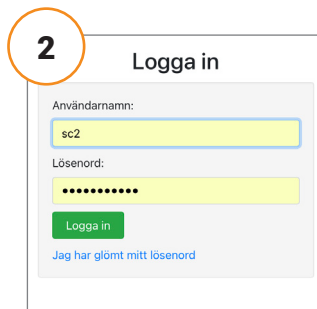 2
Logga in
Användarnamn:
sc2
Lösenord:
•••••••••••
Logga in
Jag har glömt mitt lösenord